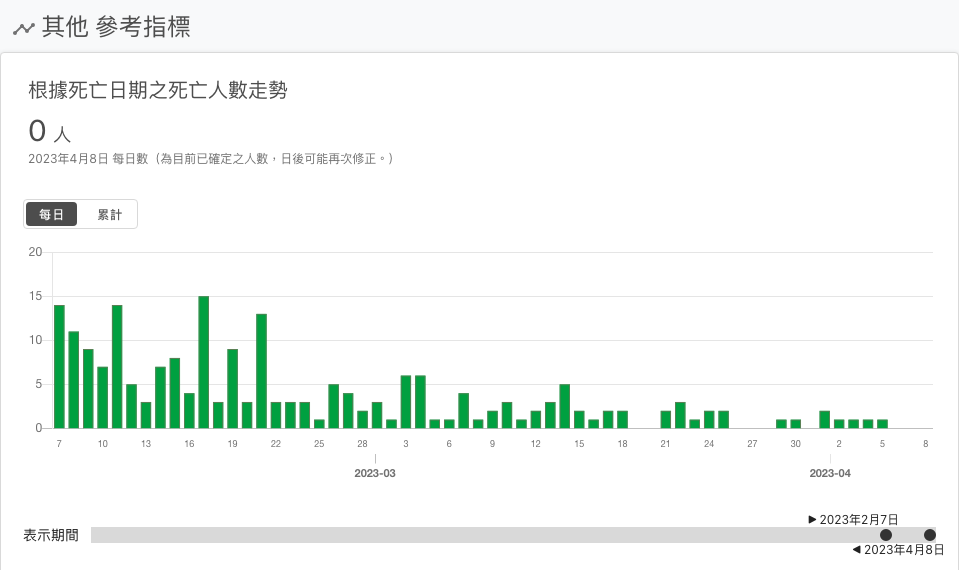 其他 參考指標
根據死亡日期之死亡人數走勢
0 人
2023年4月8日 每日數（為目前已確定之人數，日後可能再次修正。）
每日 累計
20
15
10
5
0
7 10 13 16 19 22 25 28 3 6 9 12 15 18 21 24 27 30 2 5 8
2023-03 2023-04
▶ 2023年2月7日
表示期間
◀ 2023年4月8日